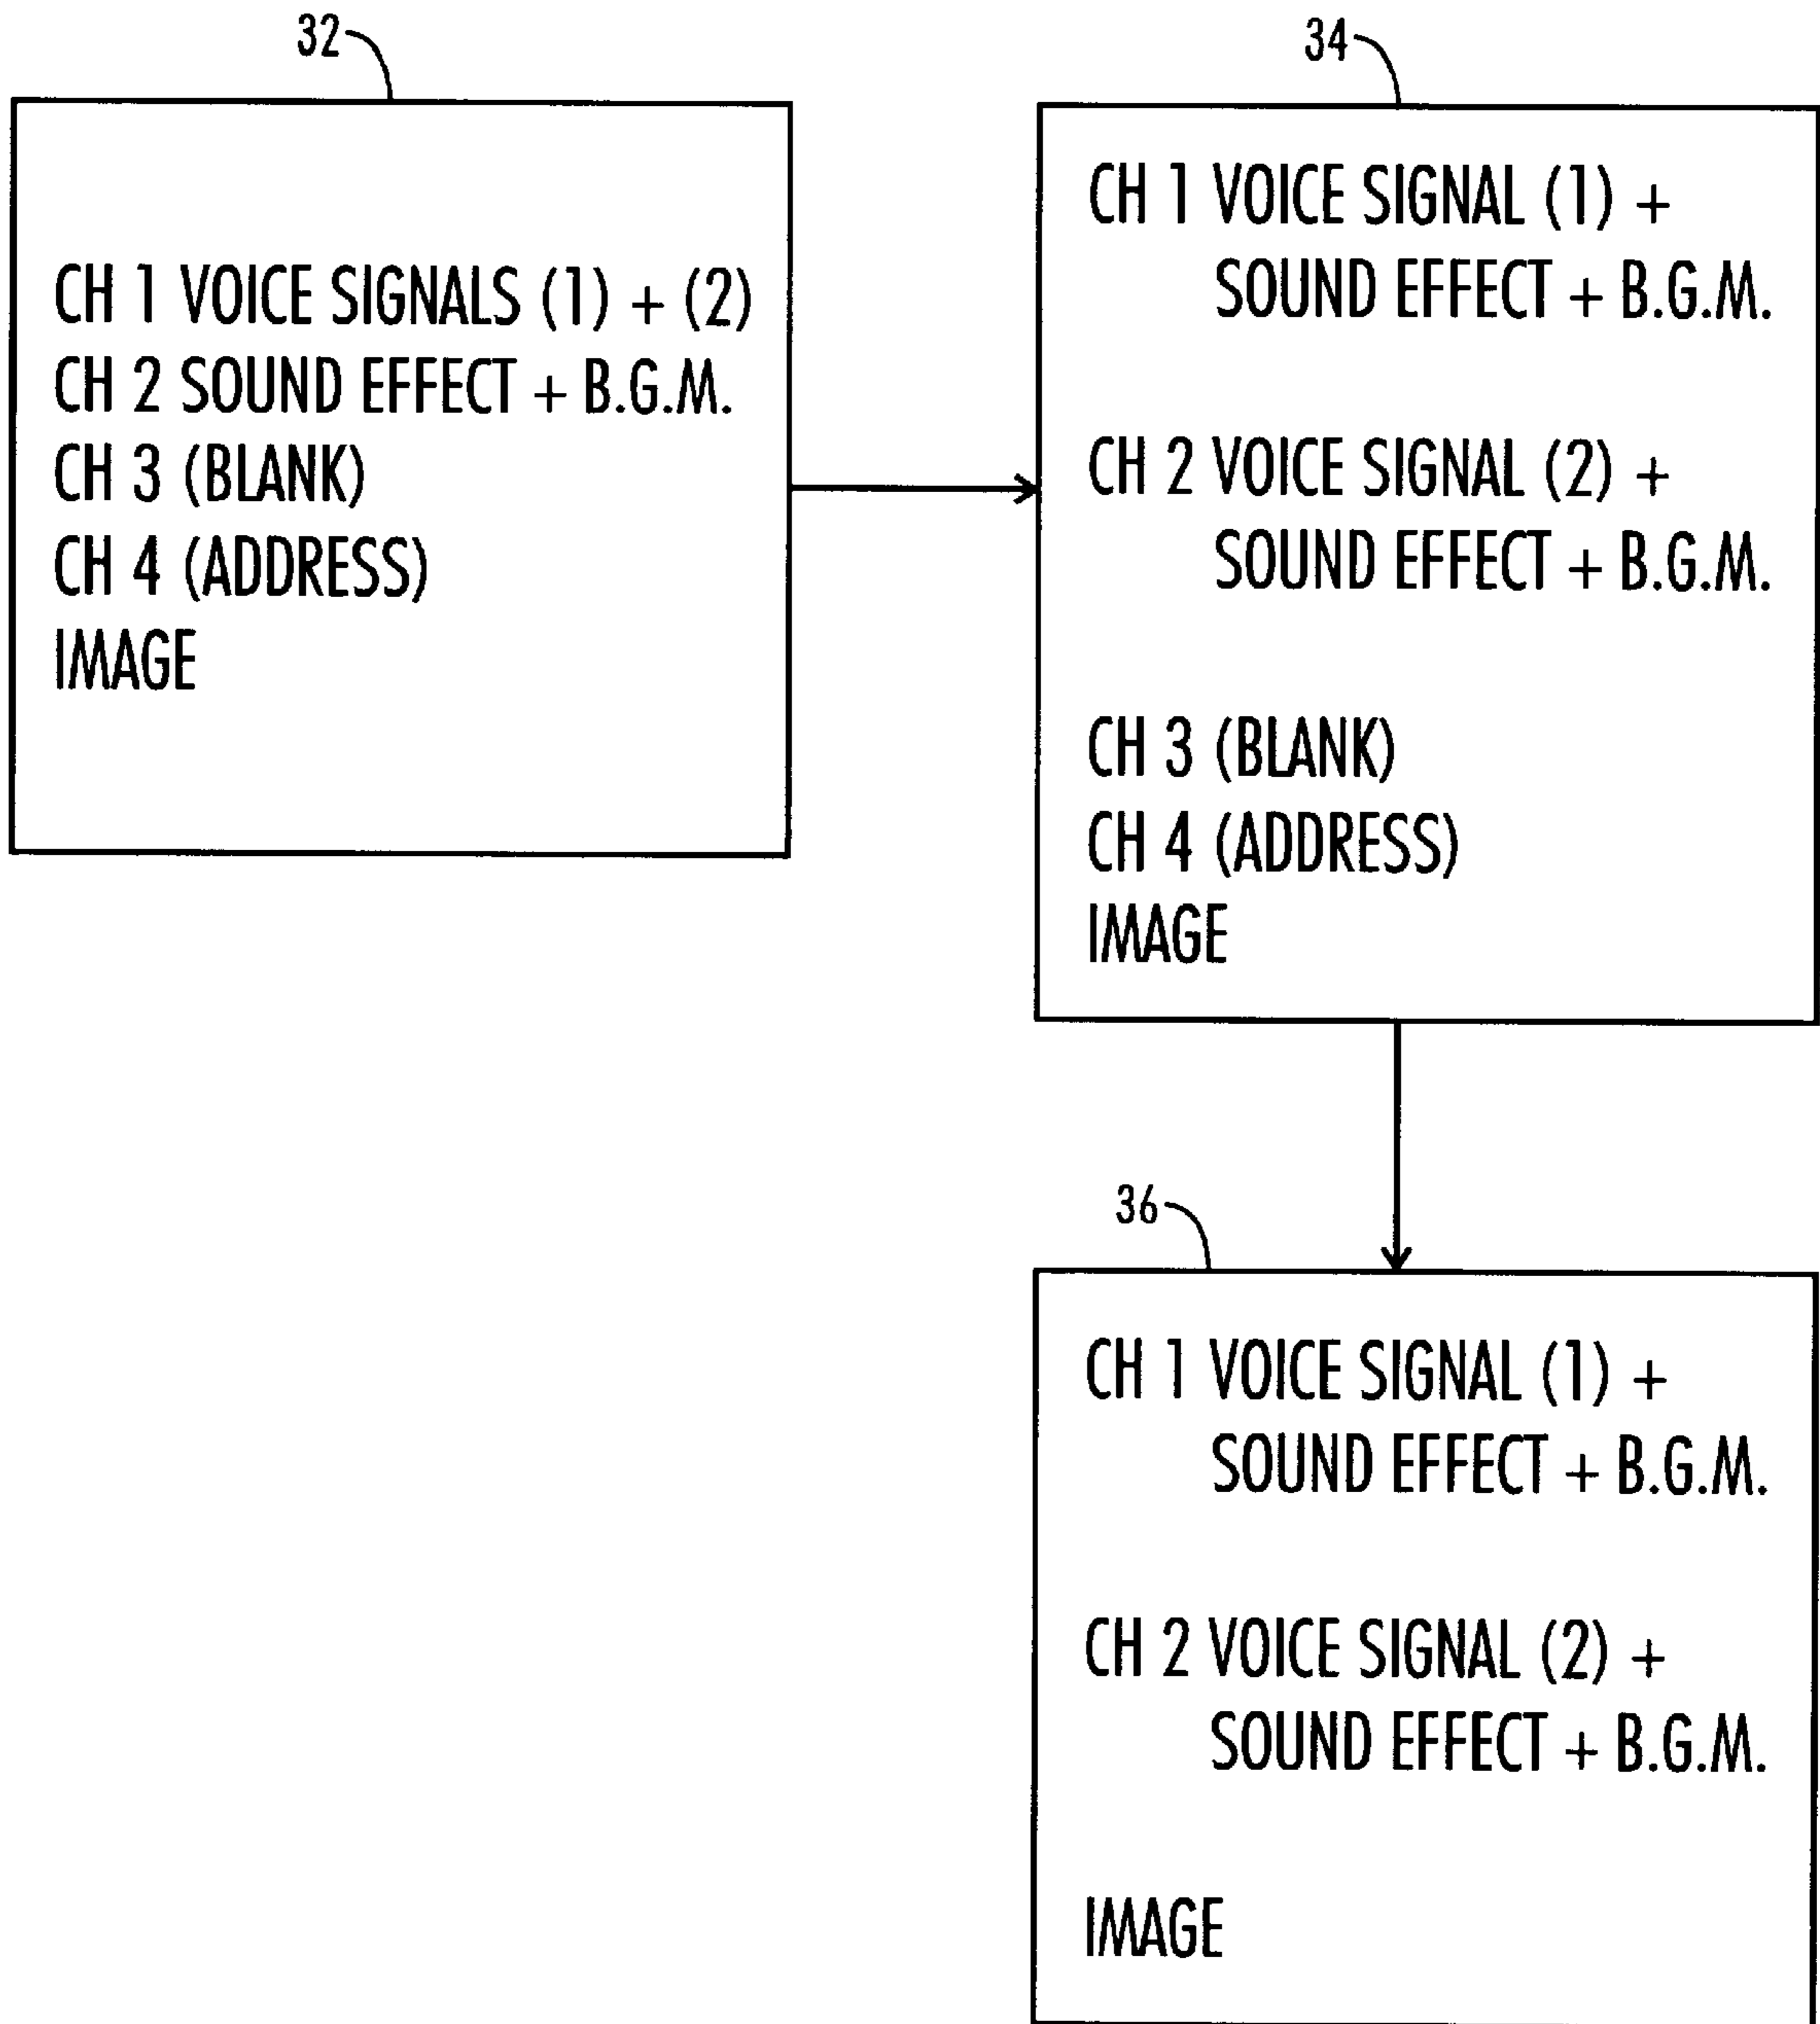 32
CH 1 VOICE SIGNALS (1) + (2)
CH 2 SOUND EFFECT + B.G.M.
CH 3 (BLANK)
CH 4 (ADDRESS)
IMAGE
34
CH 1 VOICE SIGNAL (1) +
SOUND EFFECT + B.G.M.
CH 2 VOICE SIGNAL (2) +
SOUND EFFECT + B.G.M.
CH 3 (BLANK)
CH 4 (ADDRESS)
IMAGE
36
CH 1 VOICE SIGNAL (1) +
SOUND EFFECT + B.G.M.
CH 2 VOICE SIGNAL (2) +
SOUND EFFECT + B.G.M.
IMAGE